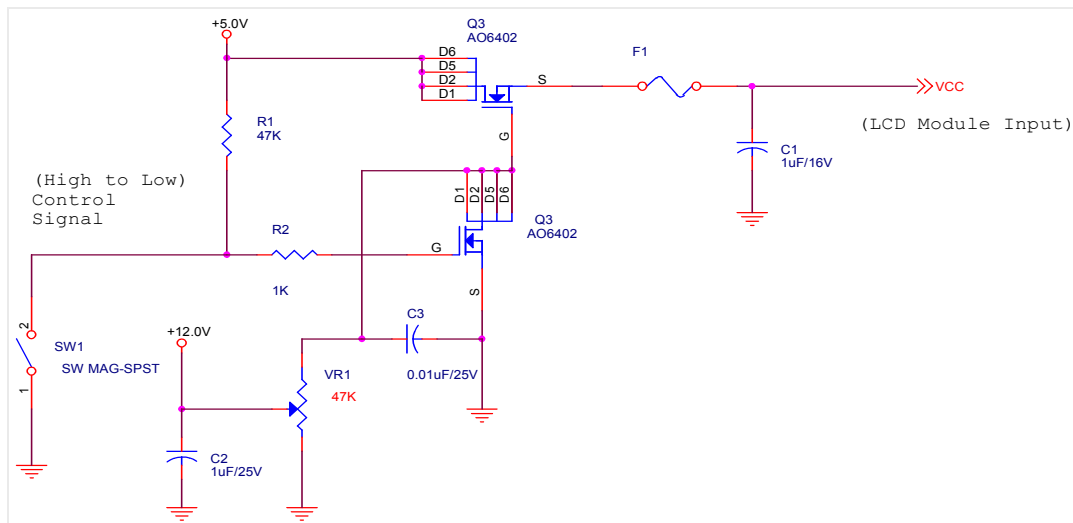 +5.0V
Q3
AO6402
D6
D5
D2
D1
S
G
F1
VCC
(LCD Module Input)
R1
47K
C1
1uF/16V
(High to Low)
Control
Signal
D1
D2
D5
D6
Q3
AO6402
R2
1K
G
S
2
SW1
SW MAG-SPST
1
+12.0V
C3
0.01uF/25V
VR1
47K
C2
1uF/25V